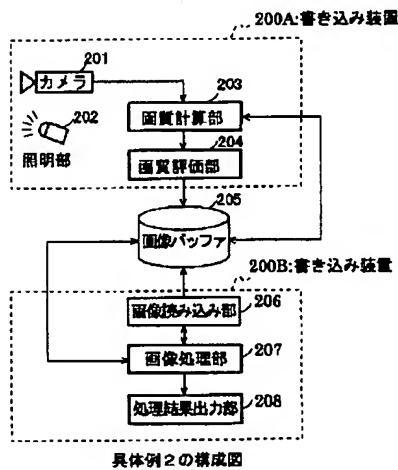 200A:書き込み装置
201
カメラ
202
照明部
203
画質計算部
204
画質評価部
205
画像バッファ
200B:書き込み装置
206
画像読み込み部
207
画像処理部
208
処理結果出力部
具体例2の構成図